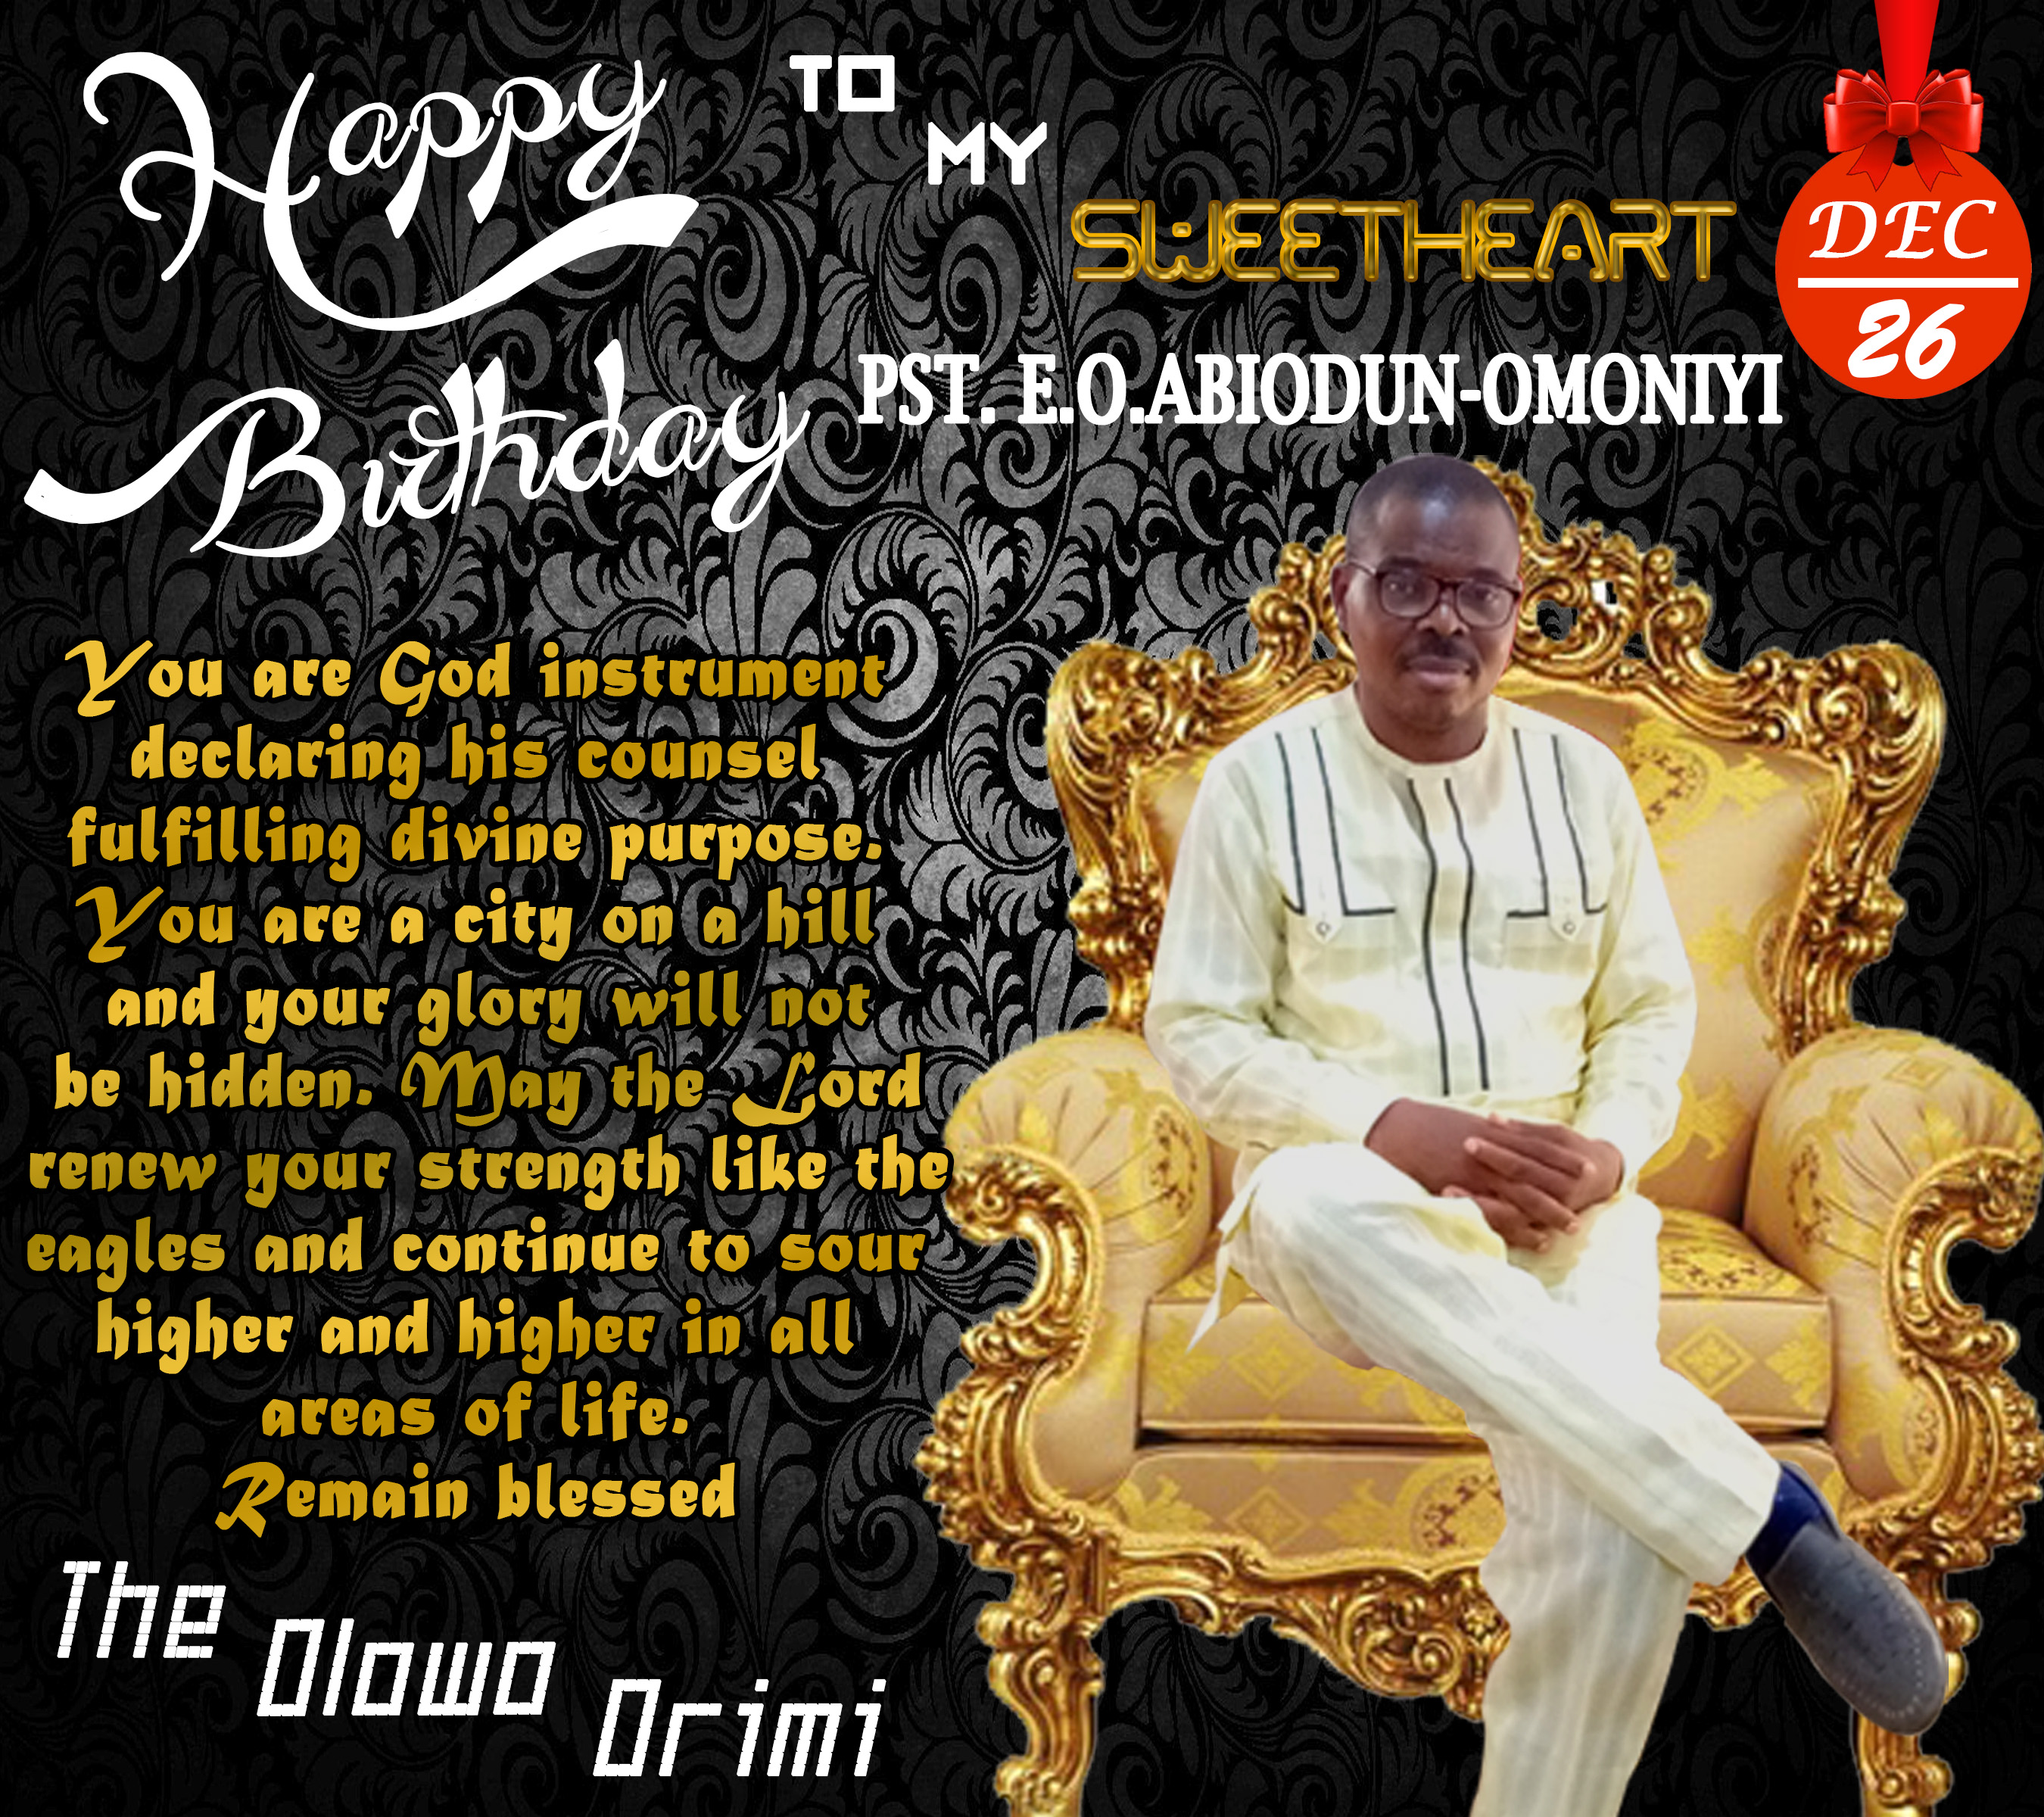 Happy
Birthday
TO
MY
SWEETHEART
PST. E.O.ABIODUN-OMONIYI
DEC
26
You are God instrument
declaring his counsel
fulfilling divine purpose.
You are a city on a hill
and your glory will not
be hidden. May the Lord
renew your strength like the
eagles and continue to sour
higher and higher in all
areas of life.
Remain blessed
The
Olowo
Orimi